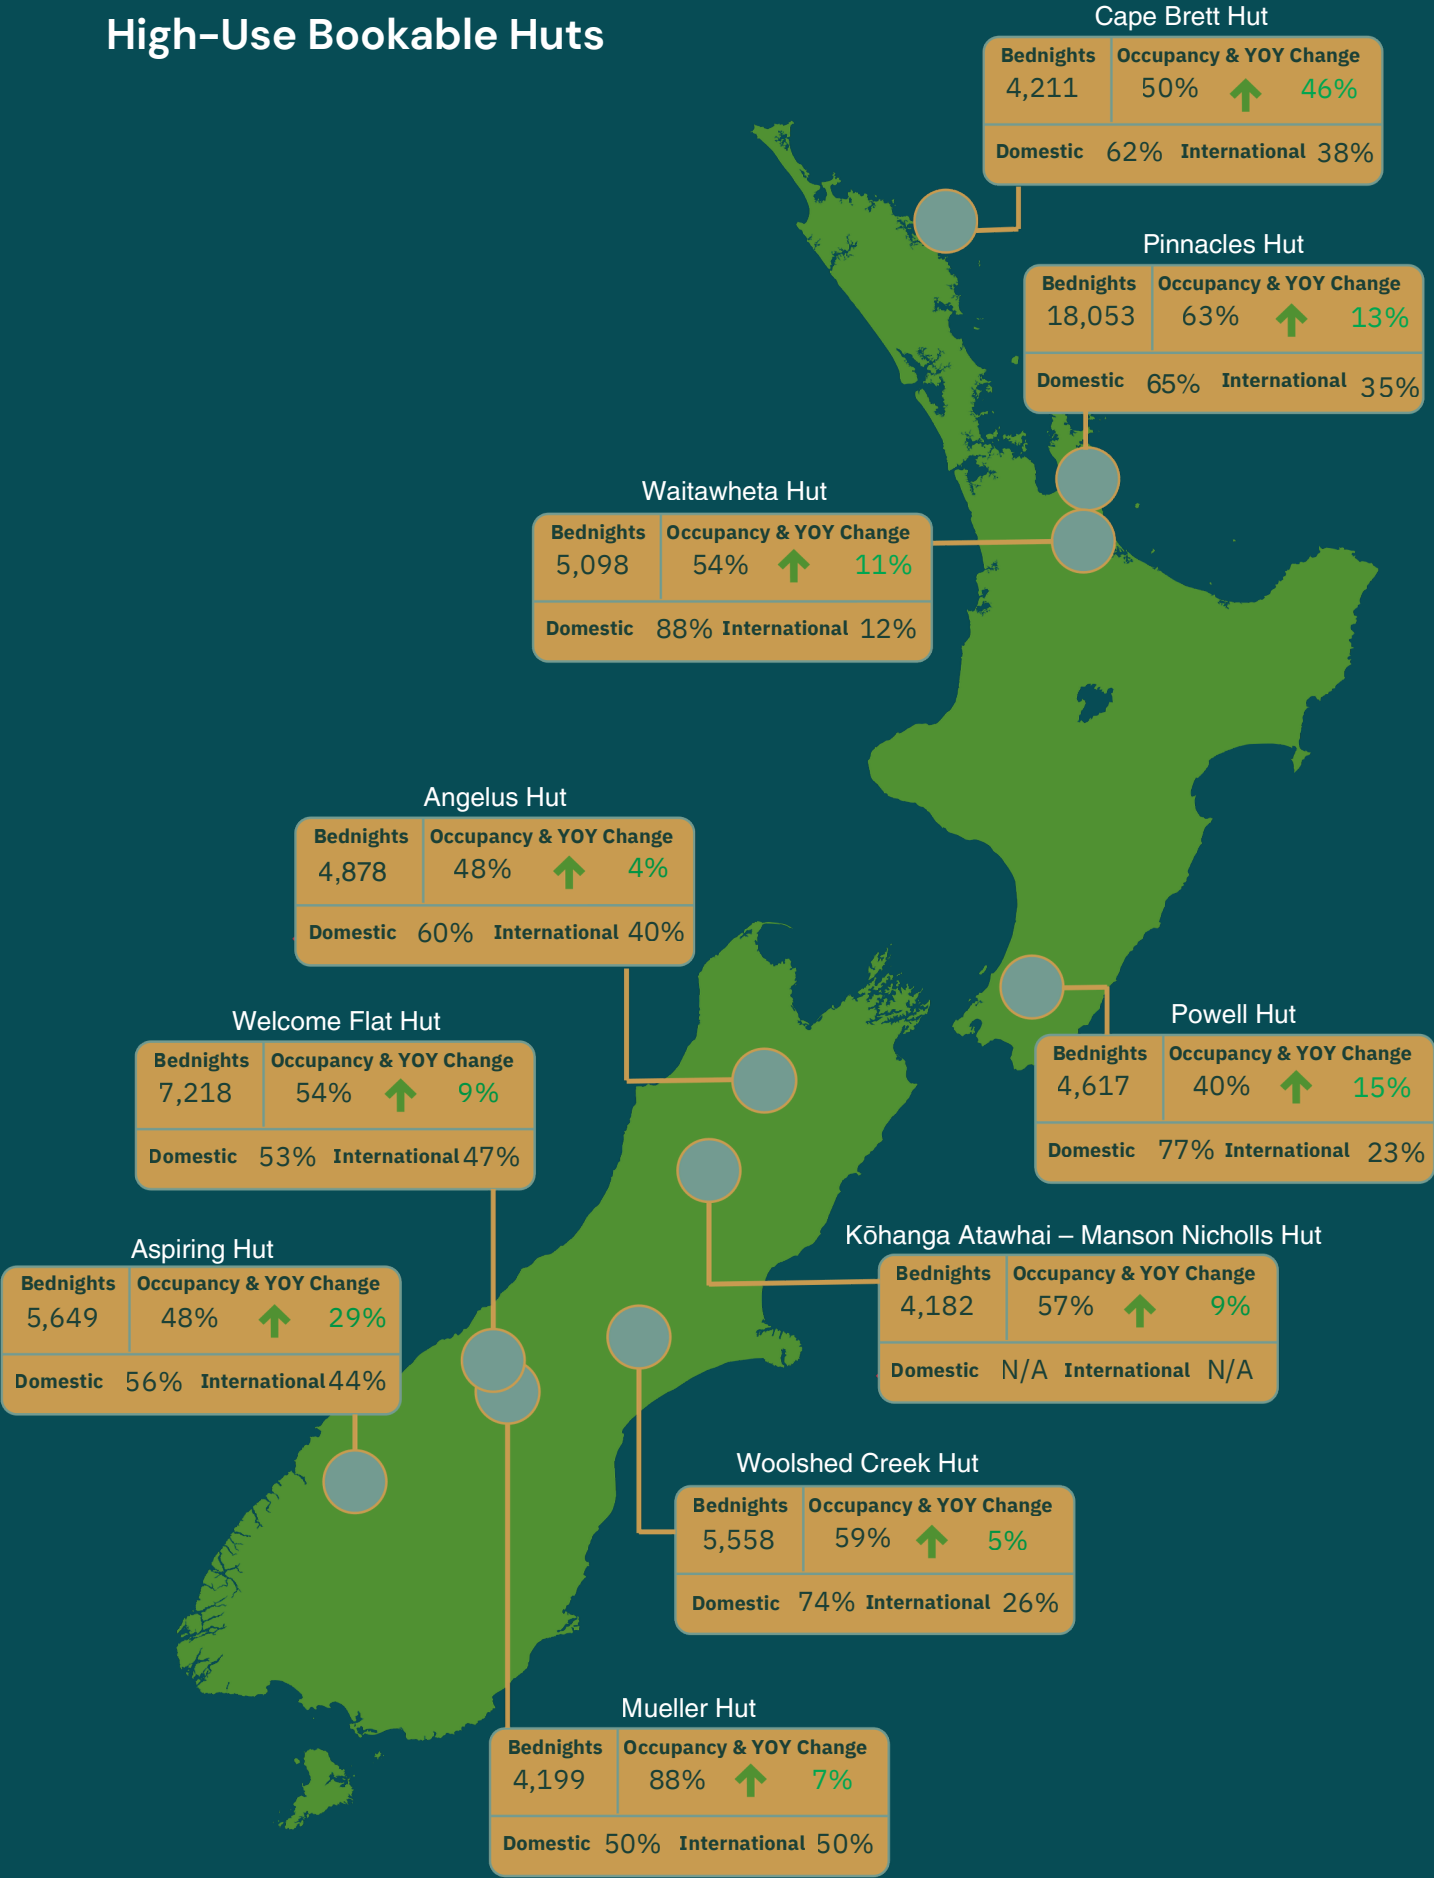 High-Use Bookable Huts
Cape Brett Hut
Bednights Occupancy & YOY Change
4,211 50% 46%
Domestic 62% International 38%
Pinnacles Hut
Bednights Occupancy & YOY Change
18,053 63% 13%
Domestic 65% International 35%
Waitawheta Hut
Bednights Occupancy & YOY Change
5,098 54% 11%
Domestic 88% International 12%
Angelus Hut
Bednights Occupancy & YOY Change
4,878 48% 4%
Domestic 60% International 40%
Powell Hut
Bednights Occupancy & YOY Change
4,617 40% 15%
Domestic 77% International 23%
Welcome Flat Hut
Bednights Occupancy & YOY Change
7,218 54% 9%
Domestic 53% International 47%
Kōhanga Atawhai – Manson Nicholls Hut
Bednights Occupancy & YOY Change
4,182 57% 9%
Domestic N/A International N/A
Aspiring Hut
Bednights Occupancy & YOY Change
5,649 48% 29%
Domestic 56% International 44%
Woolshed Creek Hut
Bednights Occupancy & YOY Change
5,558 59% 5%
Domestic 74% International 26%
Mueller Hut
Bednights Occupancy & YOY Change
4,199 88% 7%
Domestic 50% International 50%